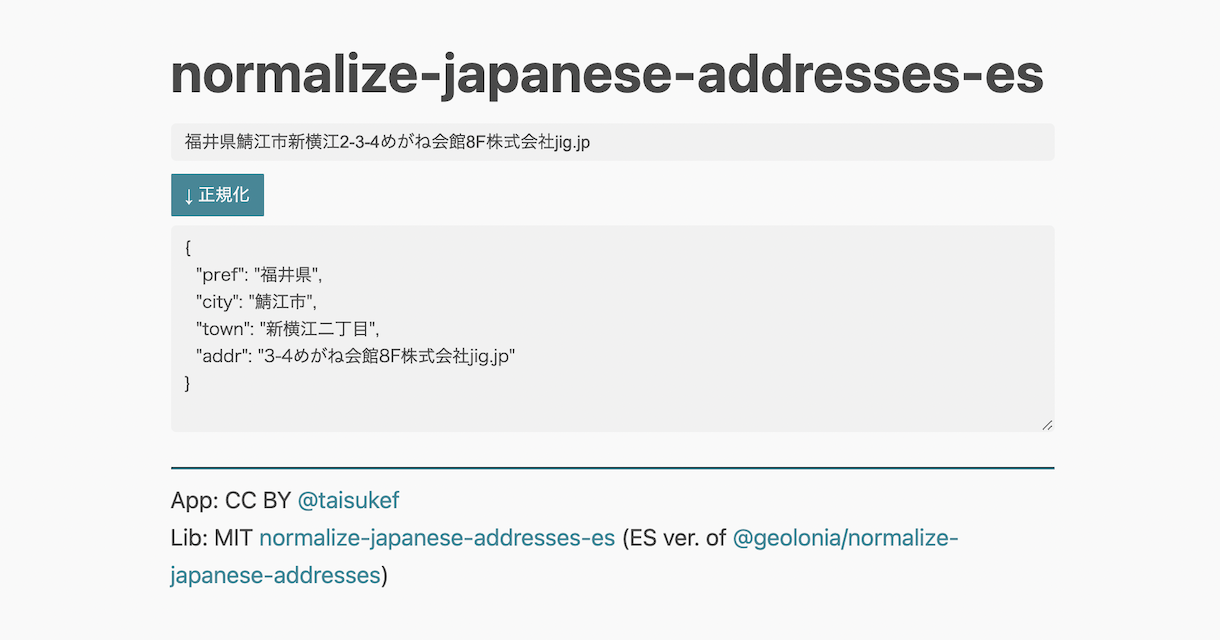 normalize-japanese-addresses-es
福井県鯖江市新横江2-3-4めがね会館8F株式会社jig.jp
↓正規化
{
  "pref": "福井県",
  "city": "鯖江市",
  "town": "新横江二丁目",
  "addr": "3-4めがね会館8F株式会社jig.jp"
}
App: CC BY @taisukef
Lib: MIT normalize-japanese-addresses-es (ES ver. of @geolonia/normalize-
japanese-addresses)